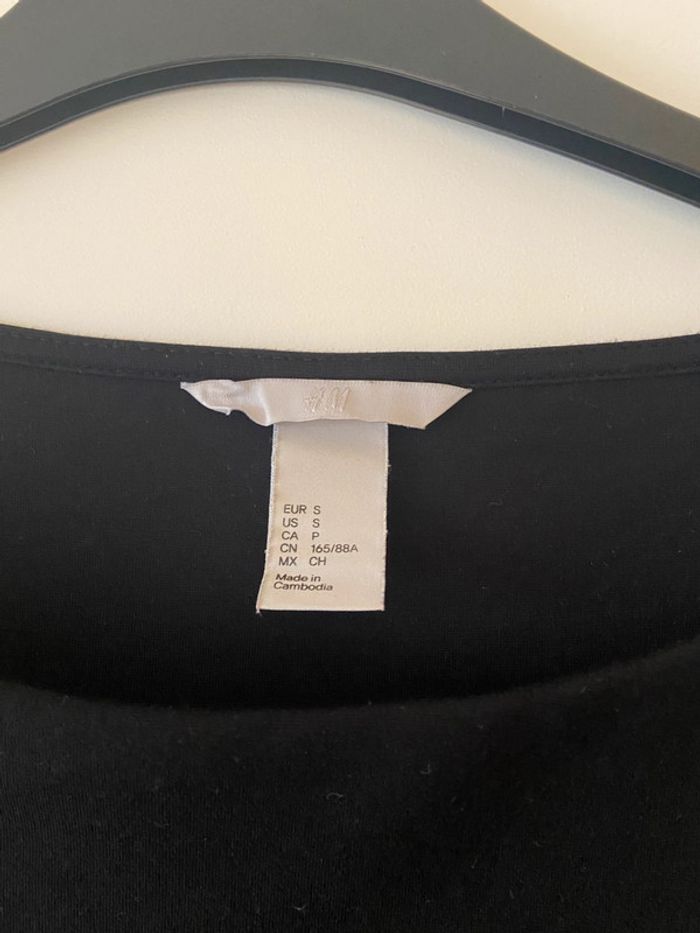 H&M
EUR S
US S
CA P
CN 165/88A
MX CH
Made in
Cambodia